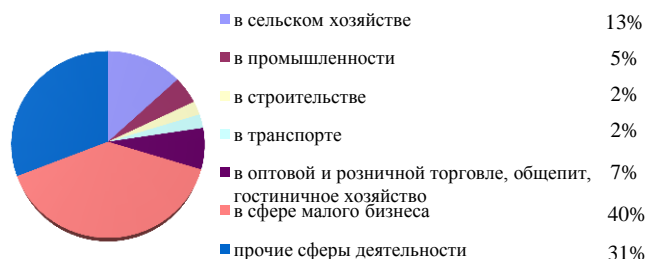 в сельском хозяйстве 13%
в промышленности 5%
в строительстве 2%
в транспорте 2%
в оптовой и розничной торговле, общепит, 7%
гостиничное хозяйство
в сфере малого бизнеса 40%
прочие сферы деятельности 31%